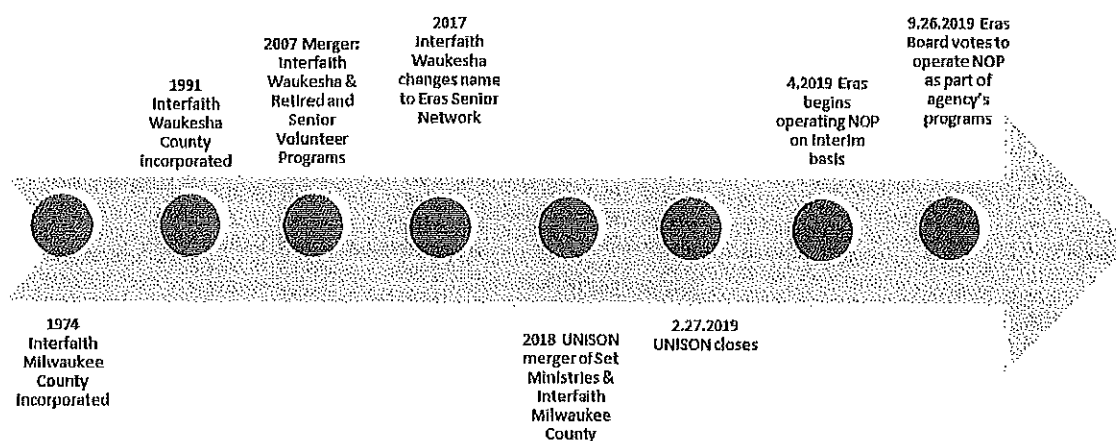 1974
Interfaith
Milwaukee
County
Incorporated
1991
Interfaith
Waukesha
County
incorporated
2007 Merger:
Interfaith
Waukesha &
Retired and
Senior
Volunteer
Programs
2017
Interfaith
Waukesha
changes name
to Eras Senior
Network
2018 UNISON
merger of Set
Ministries &
Interfaith
Milwaukee
County
2.27.2019
UNISON closes
4.2019 Eras
begins
operating NOP
on interim
basis
9.26.2019 Eras
Board votes to
operate NOP
as part of
agency's
programs